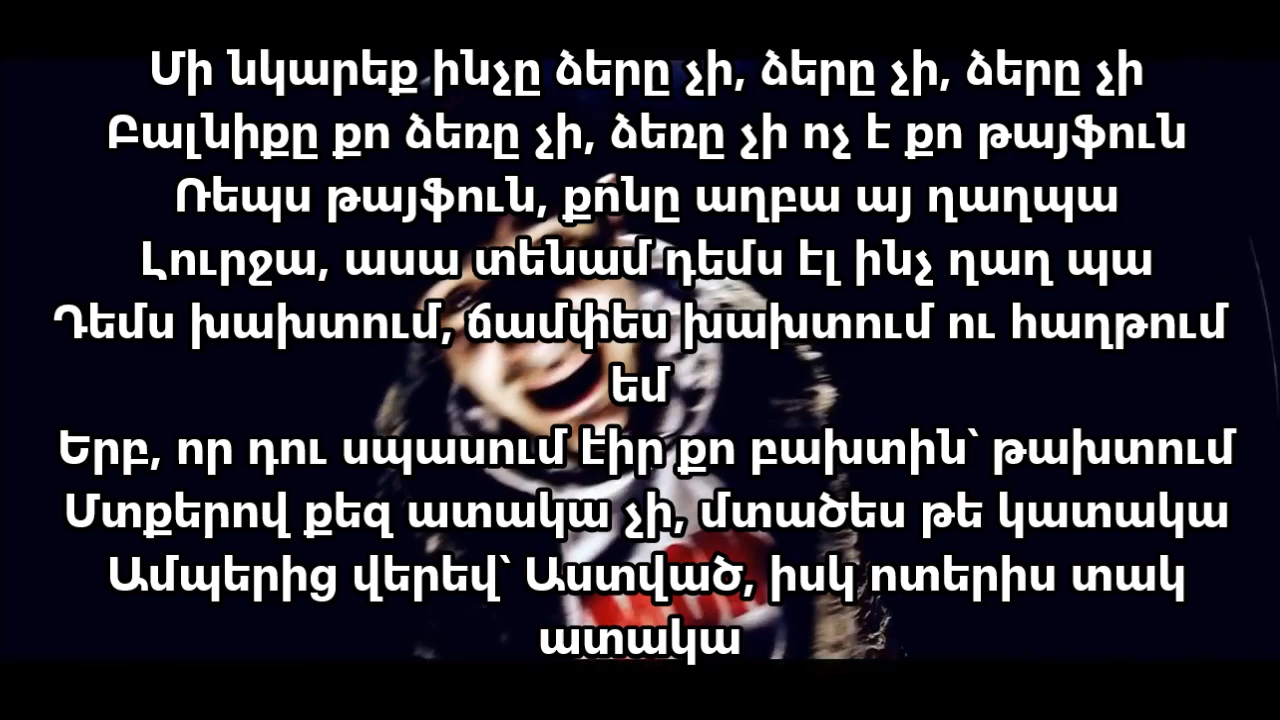 Մի նկարեք ինչը ձերը չի, ձերը չի, ձերը չի
Բալնիքը քո ձեռը չի, ձեռը չի ոչ է քո թայֆուն
Ռեպս թայֆուն, քոնը աղբա այ ղաղպա
Լուրջա, ասա տենամ դեմս էլ ինչ ղաղ պա
Դեմս խախտում, ճամփես խախտում ու հաղթում
եմ
Երբ, որ դու սպասում էիր քո բախտին՝ թախտում
Մտքերով քեզ ատակա չի, մտածես թե կատակա
Ամպերից վերեվ՝ Աստված, իսկ ոտերիս տակ
ատակա